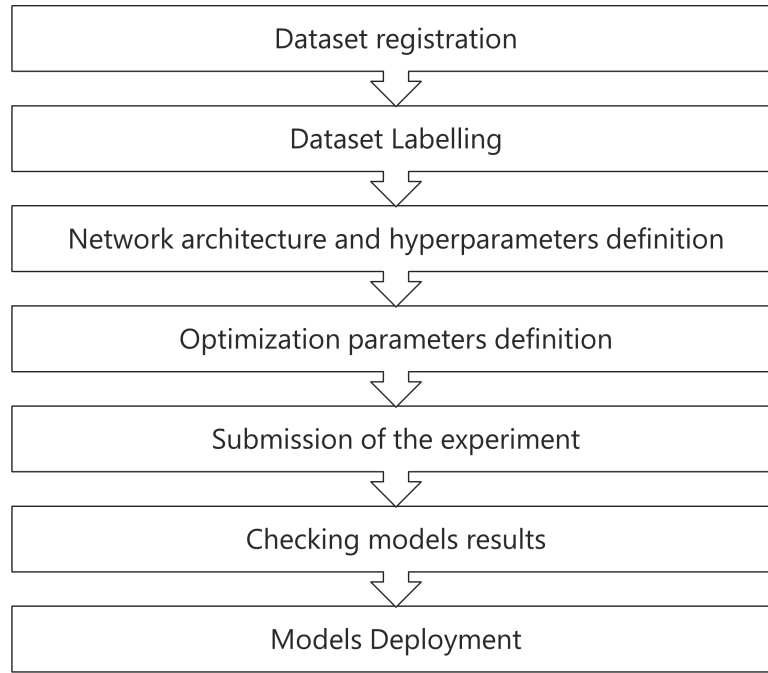 Dataset registration
Dataset Labelling
Network architecture and hyperparameters definition
Optimization parameters definition
Submission of the experiment
Checking models results
Models Deployment